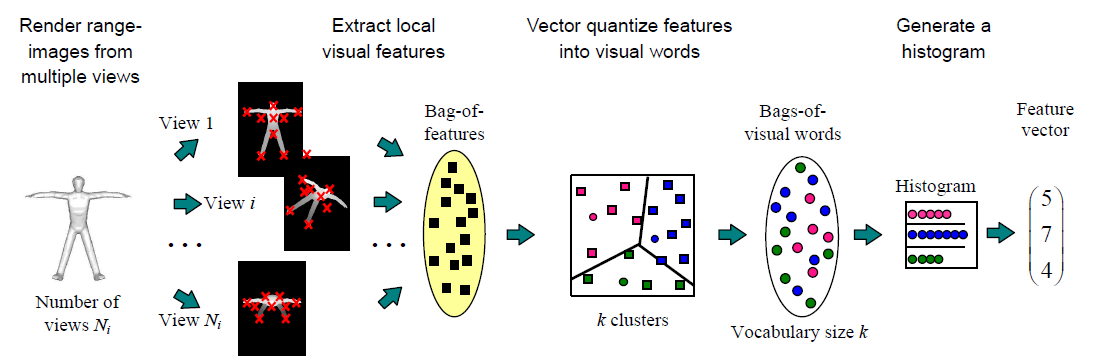 Render range-
images from
multiple views
Extract local
visual features
Vector quantize features
into visual words
Generate a
histogram
View 1
View i
. . .
View Ni
Number of
views Ni
. . .
Bag-of-
features
k clusters
Bags-of-
visual words
Vocabulary size k
Histogram
Feature
vector
5
7
4